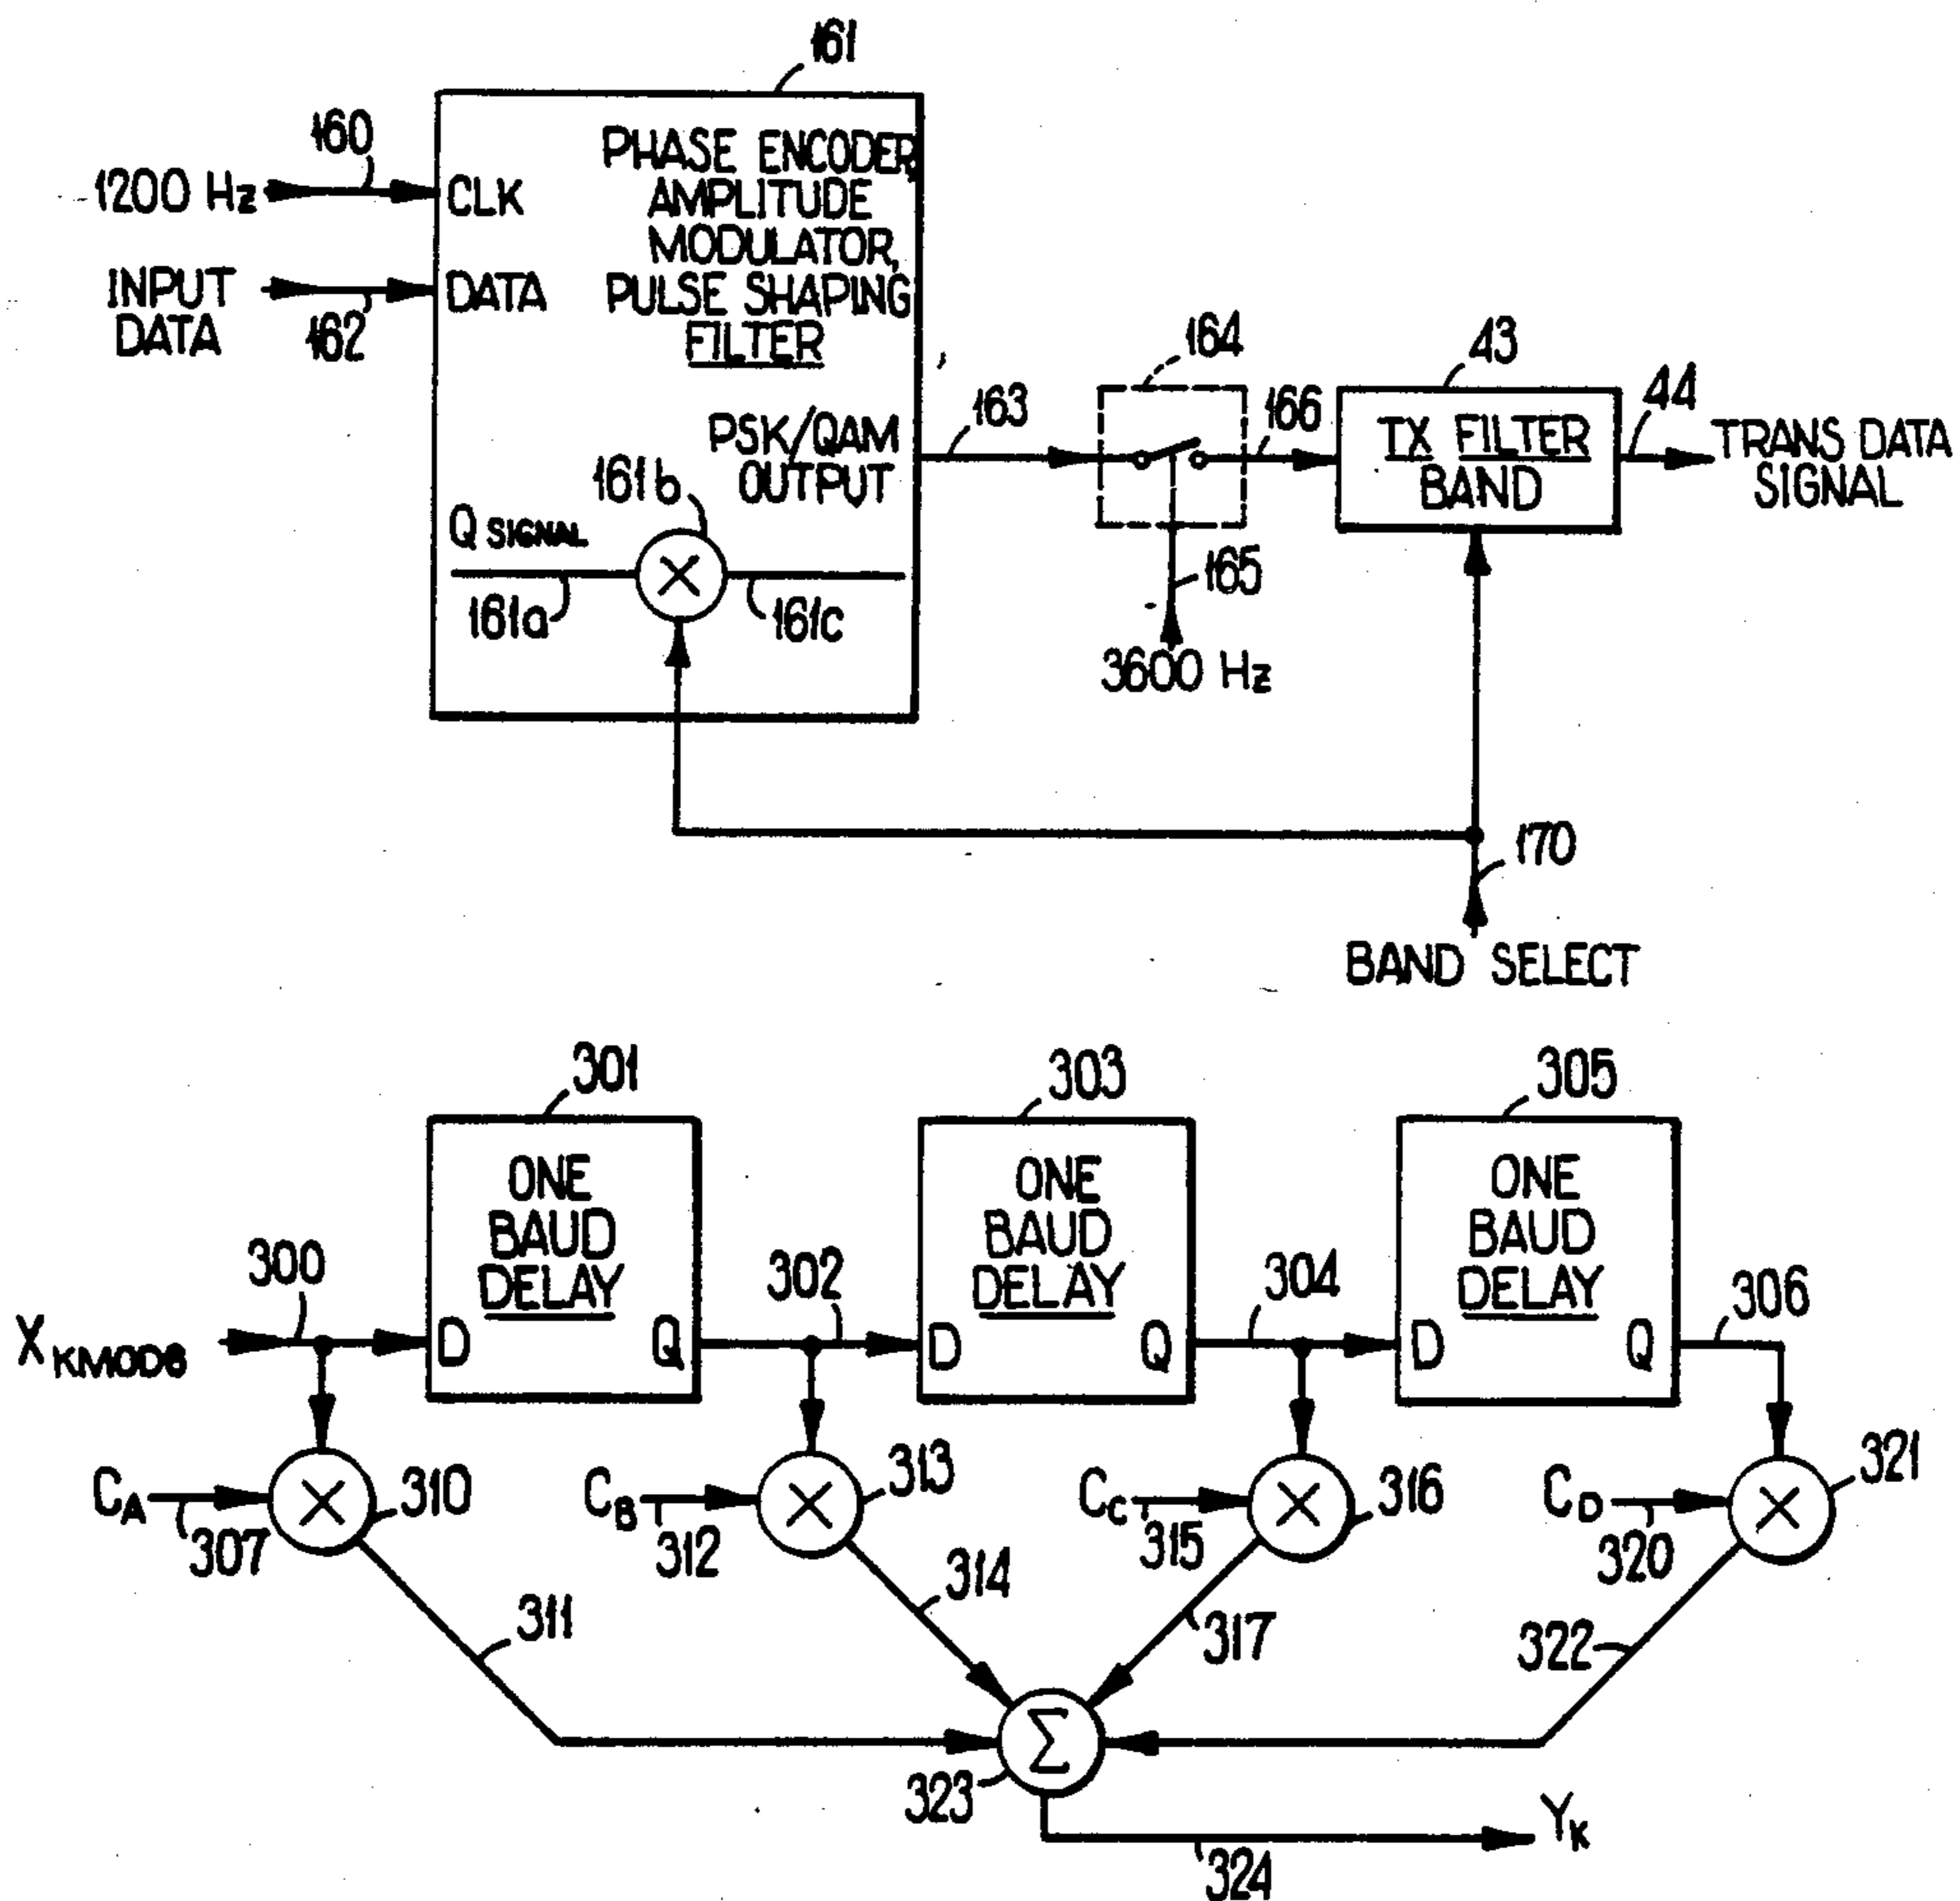 161
160
1200 Hz
CLK
PHASE ENCODER,
AMPLITUDE
MODULATOR,
PULSE SHAPING
FILTER
INPUT
DATA
162
DATA
PSK/QAM
OUTPUT
163
164
166
43
TX FILTER
BAND
44
TRANS DATA
SIGNAL
161b
Q SIGNAL
161a
161c
165
3600 Hz
170
BAND SELECT
301
303
305
ONE
BAUD
DELAY
ONE
BAUD
DELAY
ONE
BAUD
DELAY
300
302
304
306
X KMOD8
D
Q
D
Q
D
Q
CA
307
310
CB
312
313
CC
315
316
CD
320
321
311
314
317
322
Σ
323
YK
324